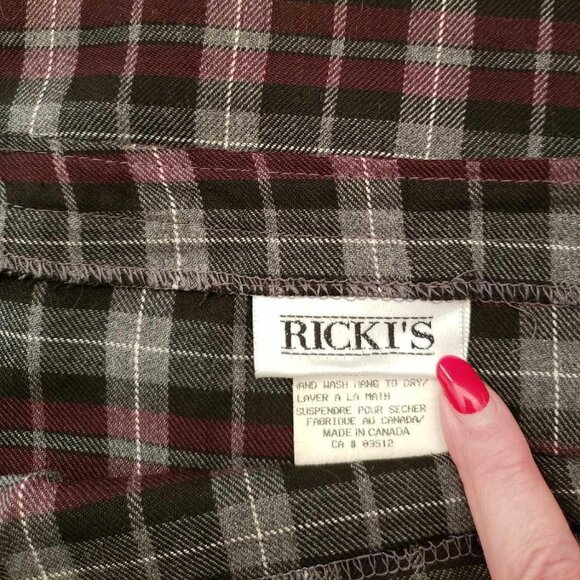 RICKI'S
HAND WASH HANG TO DRY/
LAVER A LA MAIN
SUSPENDRE POUR SECHER
FABRIQUE AU CANADA/
MADE IN CANADA
CA 03512